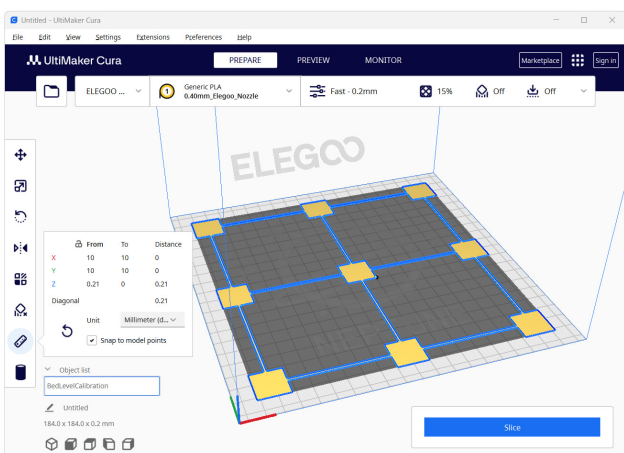 Untitled - UltiMaker Cura
File Edit View Settings Extensions Preferences Help
UltiMaker Cura PREPARE PREVIEW MONITOR Marketplace Sign in
ELEGOO ... 1 Generic PLA
0.40mm_Elegoo_Nozzle
Fast - 0.2mm 15% Off Off
ELEGOO
From To Distance
X 10 10 0
Y 10 10 0
Z 0.21 0 0.21
Diagonal 0.21
Unit Millimeter (d...
Snap to model points
Object list
BedLevelCalibration
Untitled
184.0 x 184.0 x 0.2 mm
Slice